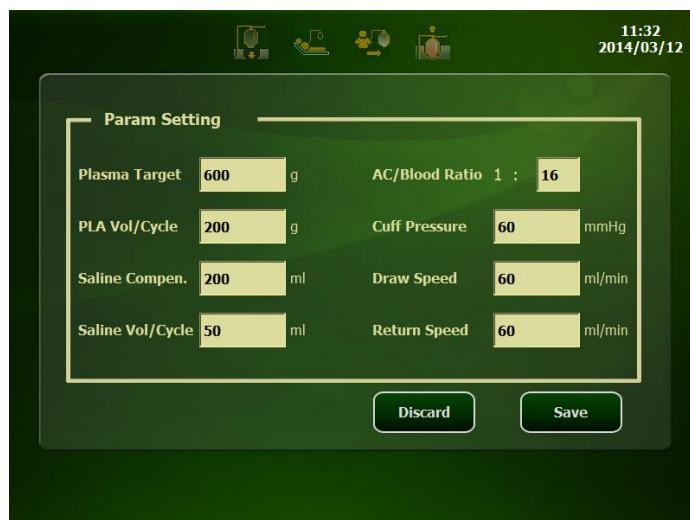 11:32
2014/03/12
Param Setting
Plasma Target 600 g AC/Blood Ratio 1 : 16
PLA Vol/Cycle 200 g Cuff Pressure 60 mmHg
Saline Compen. 200 ml Draw Speed 60 ml/min
Saline Vol/Cycle 50 ml Return Speed 60 ml/min
Discard Save